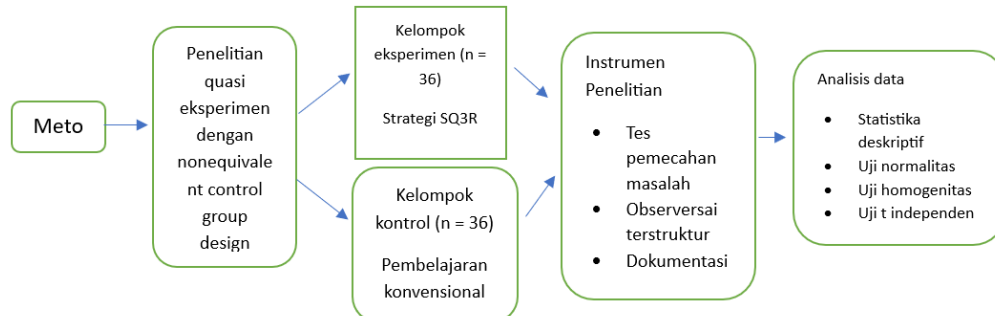 Meto
Penelitian
quasi
eksperimen
dengan
nonequivale
nt control
group
design
Kelompok
eksperimen (n =
36)
Strategi SQ3R
Kelompok
kontrol (n = 36)
Pembelajaran
konvensional
Instrumen
Penelitian
• Tes
pemecahan
masalah
• Observersai
terstruktur
• Dokumentasi
Analisis data
• Statistika
deskriptif
• Uji normalitas
• Uji homogenitas
• Uji t independen